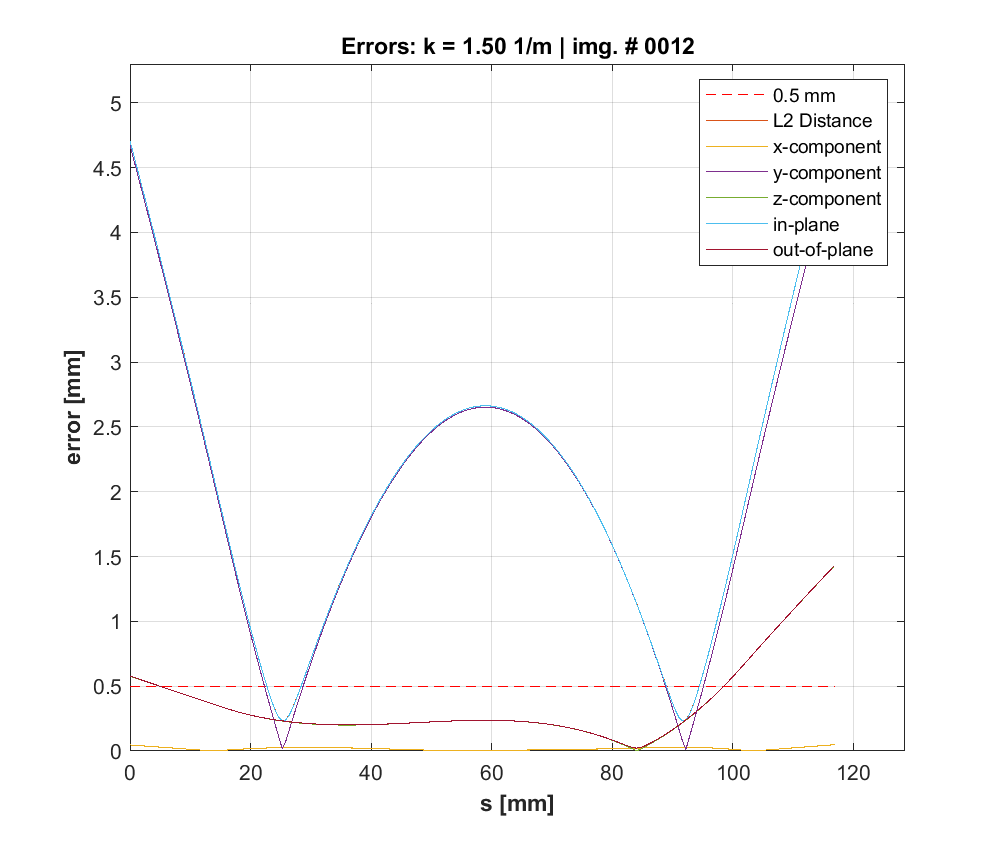 Errors: k = 1.50 1/m | img. # 0012
5
4.5
4
3.5
3
2.5
2
1.5
1
0.5
0
error [mm]
0.5 mm
L2 Distance
x-component
y-component
z-component
in-plane
out-of-plane
0 20 40 60 80 100 120
s [mm]